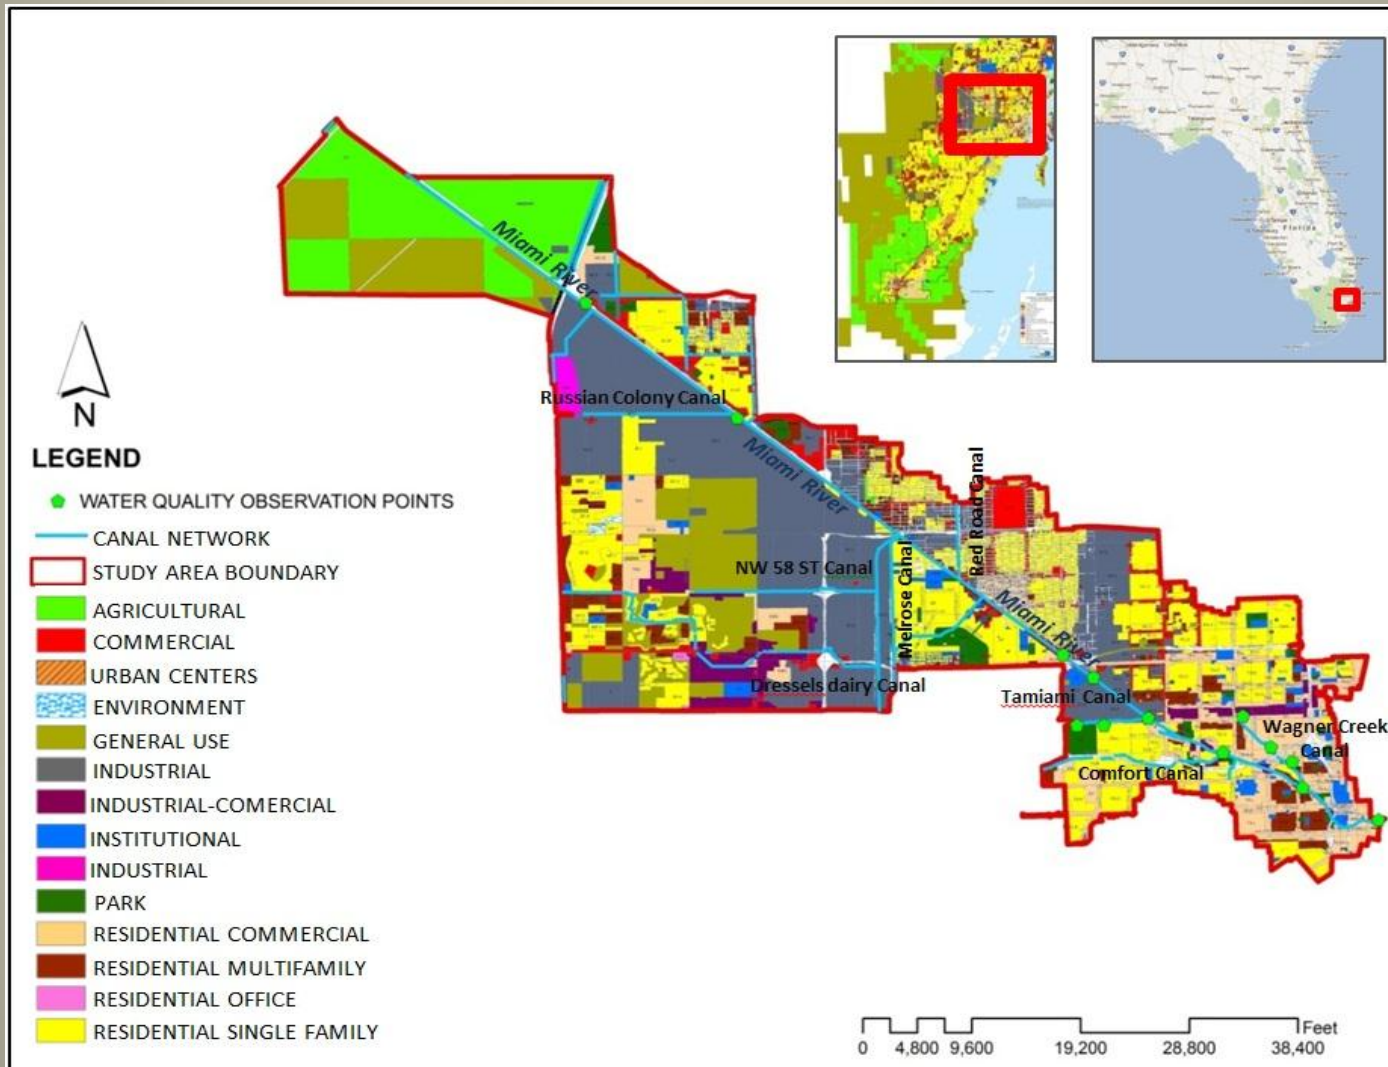 Miami River
Russian Colony Canal
Miami River
Red Road Canal
NW 58 ST Canal
Melrose Canal
Miami River
Dressels dairy Canal
Tamiami Canal
Wagner Creek
Canal
Comfort Canal
N
LEGEND
WATER QUALITY OBSERVATION POINTS
CANAL NETWORK
STUDY AREA BOUNDARY
AGRICULTURAL
COMMERCIAL
URBAN CENTERS
ENVIRONMENT
GENERAL USE
INDUSTRIAL
INDUSTRIAL-COMERCIAL
INSTITUTIONAL
INDUSTRIAL
PARK
RESIDENTIAL COMMERCIAL
RESIDENTIAL MULTIFAMILY
RESIDENTIAL OFFICE
RESIDENTIAL SINGLE FAMILY
Feet
0 4,800 9,600 19,200 28,800 38,400
Florida